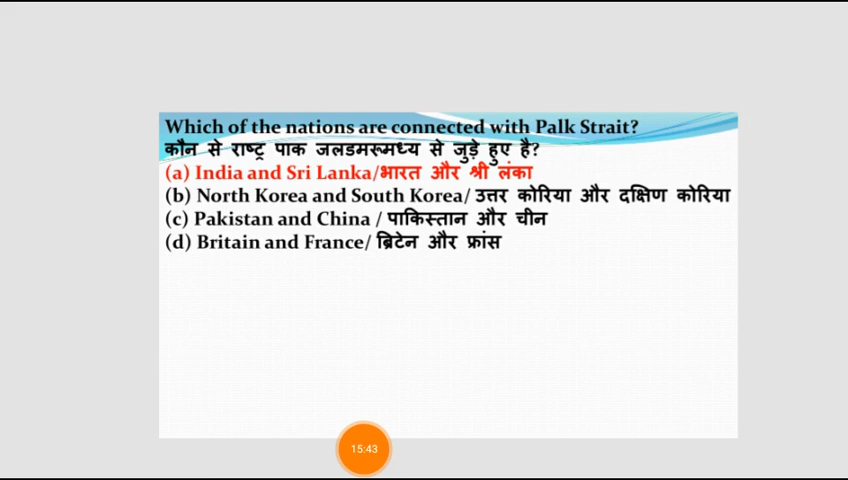 Which of the nations are connected with Palk Strait?
कौन से राष्ट्र पाक जलडमरूमध्य से जुड़े हुए है?
(a) India and Sri Lanka/भारत और श्री लंका
(b) North Korea and South Korea/ उत्तर कोरिया और दक्षिण कोरिया
(c) Pakistan and China / पाकिस्तान और चीन
(d) Britain and France/ ब्रिटेन और फ्रांस
15:43